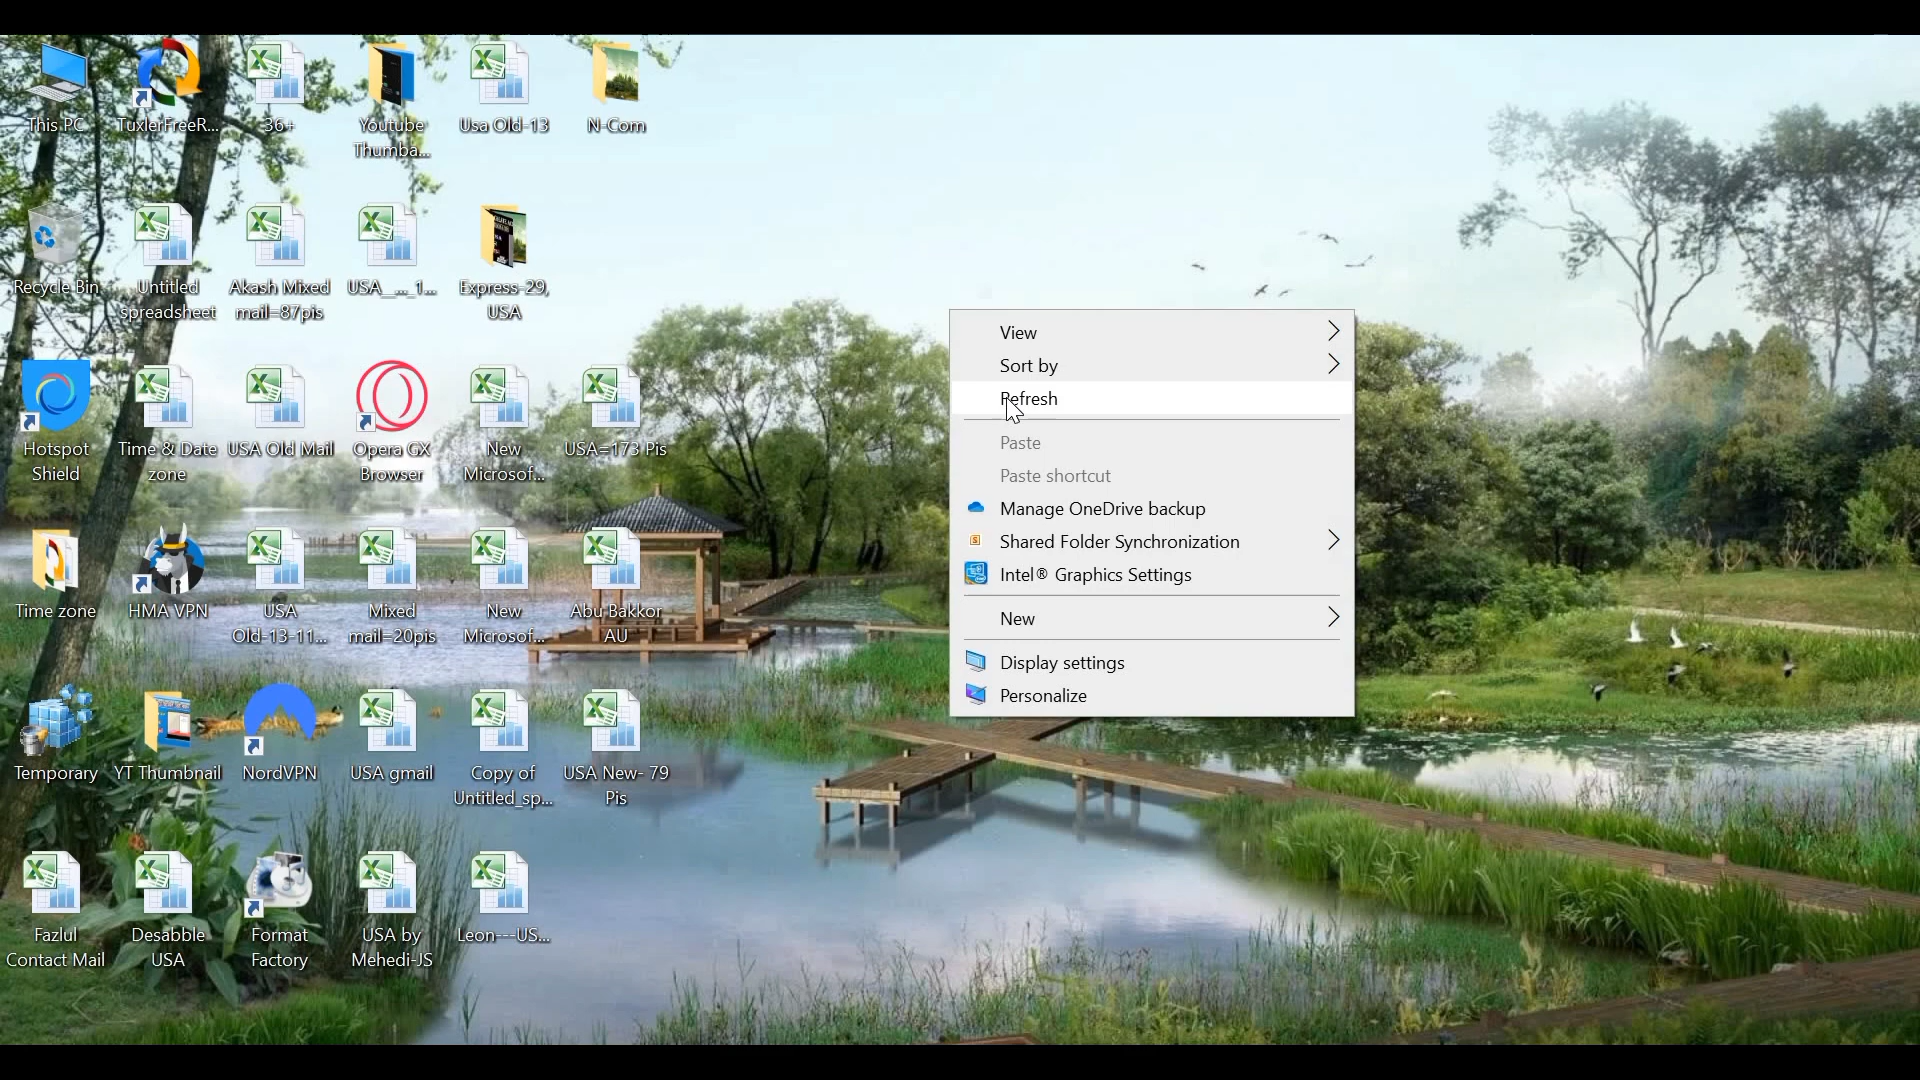 This PC
TuxlerFreeR...
36+
Youtube
Thumba...
Usa Old-13
N-Com
Recycle Bin
Untitled
spreadsheet
Akash Mixed
mail=87pis
USA__..._1...
Express-29,
USA
Hotspot
Shield
Time & Date
zone
USA Old Mail
Opera GX
Browser
New
Microsof...
USA=173 Pis
Time zone
HMA VPN
USA
Old-13-11...
Mixed
mail=20pis
New
Microsof...
Abu Bakkor
AU
Temporary
YT Thumbnail
NordVPN
USA gmail
Copy of
Untitled_sp...
USA New- 79
Pis
Fazlul
Contact Mail
Desabble
USA
Format
Factory
USA by
Mehedi-JS
Leon---US...
View
Sort by
Refresh
Paste
Paste shortcut
Manage OneDrive backup
Shared Folder Synchronization
Intel® Graphics Settings
New
Display settings
Personalize